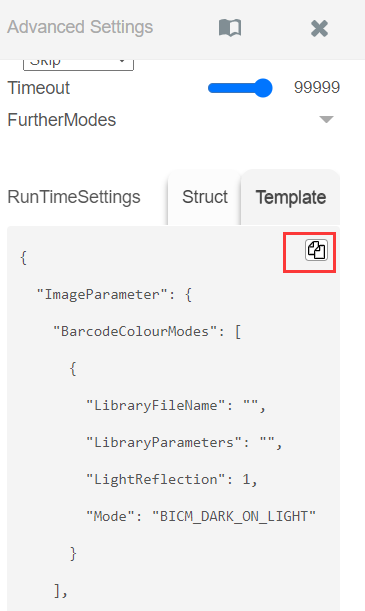 Advanced Settings
Skip
Timeout 99999
FurtherModes
RunTimeSettings Struct Template
{
"ImageParameter": {
"BarcodeColourModes": [
{
"LibraryFileName": "",
"LibraryParameters": "",
"LightReflection": 1,
"Mode": "BICM_DARK_ON_LIGHT"
}
],